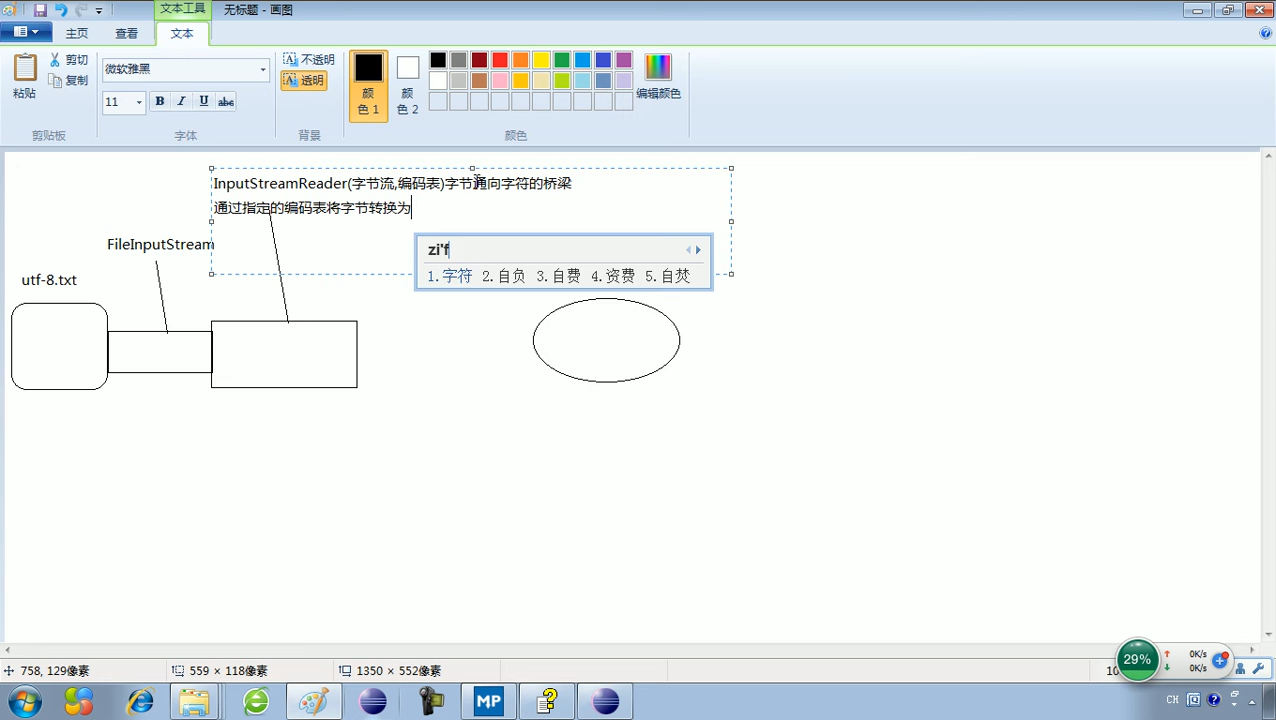 文本工具
无标题 - 画图
主页
查看
文本
粘贴
剪切
复制
剪贴板
微软雅黑
11
B I U abc
字体
不透明
透明
背景
颜色 1
颜色 2
编辑颜色
颜色
InputStreamReader(字节流,编码表)字节通向字符的桥梁
通过指定的编码表将字节转换为
zi'f
1.字符 2.自负 3.自费 4.资费 5.自焚
FileInputStream
utf-8.txt
758, 129像素
559 × 118像素
1350 × 552像素
10
29%
0K/s
0K/s
MP
CH